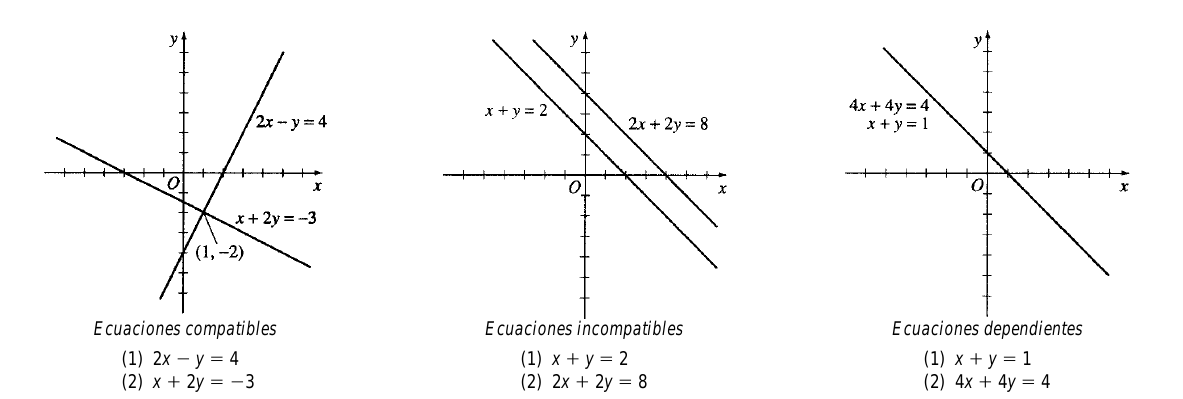 y
2x − y = 4
O
x
x + 2y = −3
(1, −2)
Ecuaciones compatibles
(1) 2x − y = 4
(2) x + 2y = −3
y
x + y = 2
2x + 2y = 8
O
x
Ecuaciones incompatibles
(1) x + y = 2
(2) 2x + 2y = 8
y
4x + 4y = 4
x + y = 1
O
x
Ecuaciones dependientes
(1) x + y = 1
(2) 4x + 4y = 4